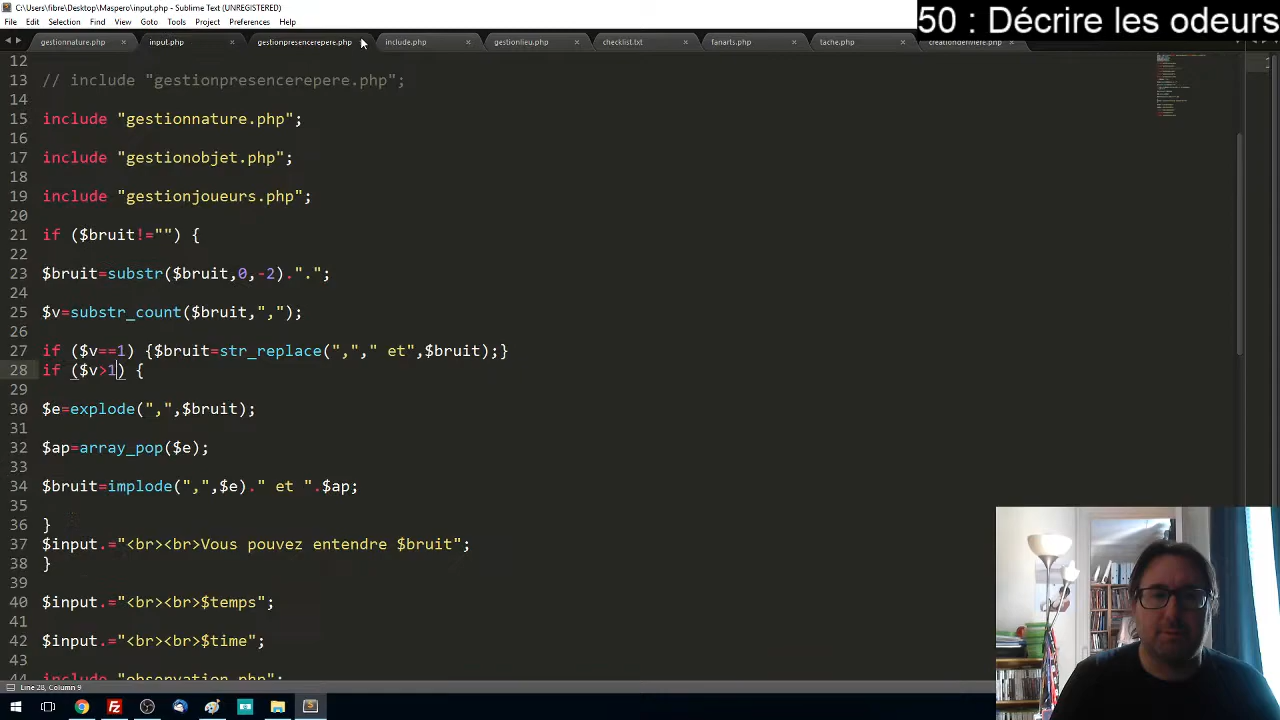 C:\Users\fibre\Desktop\Maspero\input.php - Sublime Text (UNREGISTERED)
50 : Décrire les odeurs
File Edit Selection Find View Goto Tools Project Preferences Help
gestionnature.php input.php gestionpresencerepere.php include.php gestionlieu.php checklist.txt fanarts.php tache.php creationderniere.php
12
13 // include "gestionpresencerepere.php";
14
15 include "gestionnature.php";
16
17 include "gestionobjet.php";
18
19 include "gestionjoueurs.php";
20
21 if ($bruit!="") {
22
23 $bruit=substr($bruit,0,-2).".";
24
25 $v=substr_count($bruit,",");
26
27 if ($v==1) {$bruit=str_replace(","," et",$bruit);}
28 if ($v>1) {
29
30 $e=explode(",",$bruit);
31
32 $ap=array_pop($e);
33
34 $bruit=implode(",",$e)." et ".$ap;
35
36 }
37 $input.="<br><br>Vous pouvez entendre $bruit";
38 }
39
40 $input.="<br><br>$temps";
41
42 $input.="<br><br>$time";
43
include "observation.php";
Line 28, Column 9